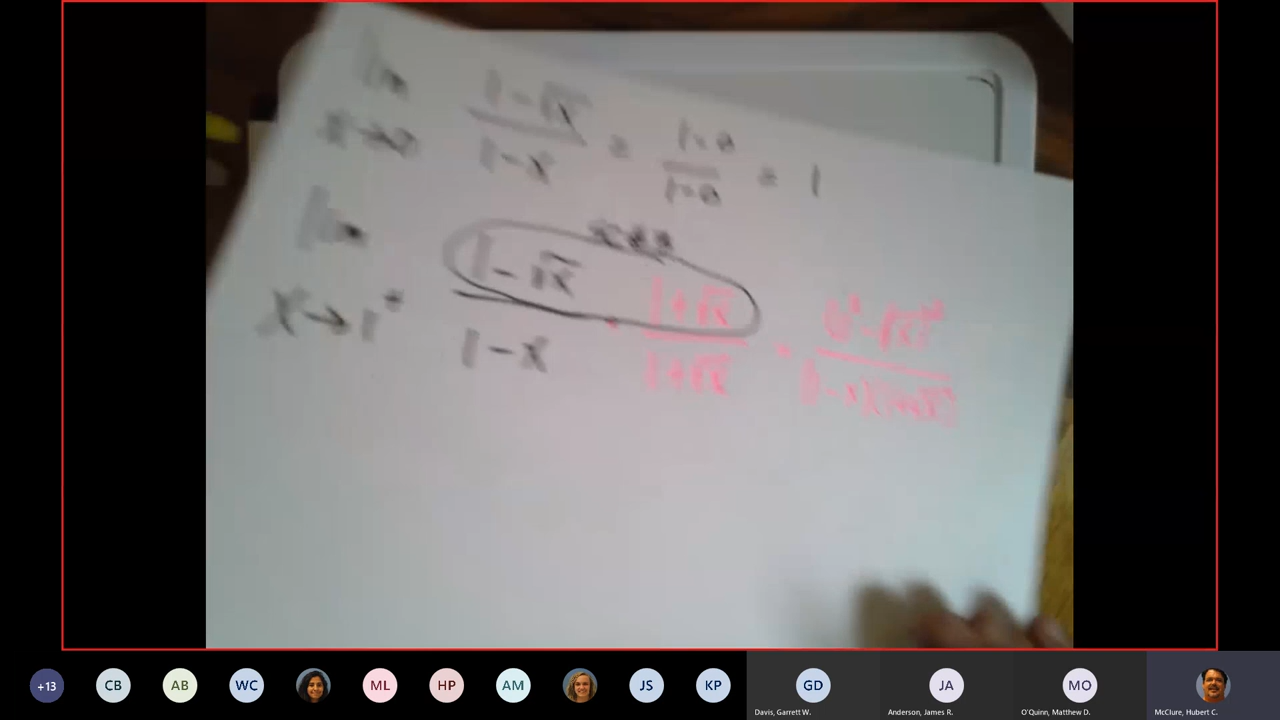 lim
x→0
1-√x / 1-x = 1-0 / 1-0 = 1
lim
x→1⁺
1-√x / 1-x · 1+√x / 1+√x = 1² - √x² / (1-x)(1+√x)
+13 CB AB WC ML HP AM JS KP GD JA MO
Davis, Garrett W. Anderson, James R. O'Quinn, Matthew D. McClure, Hubert C.